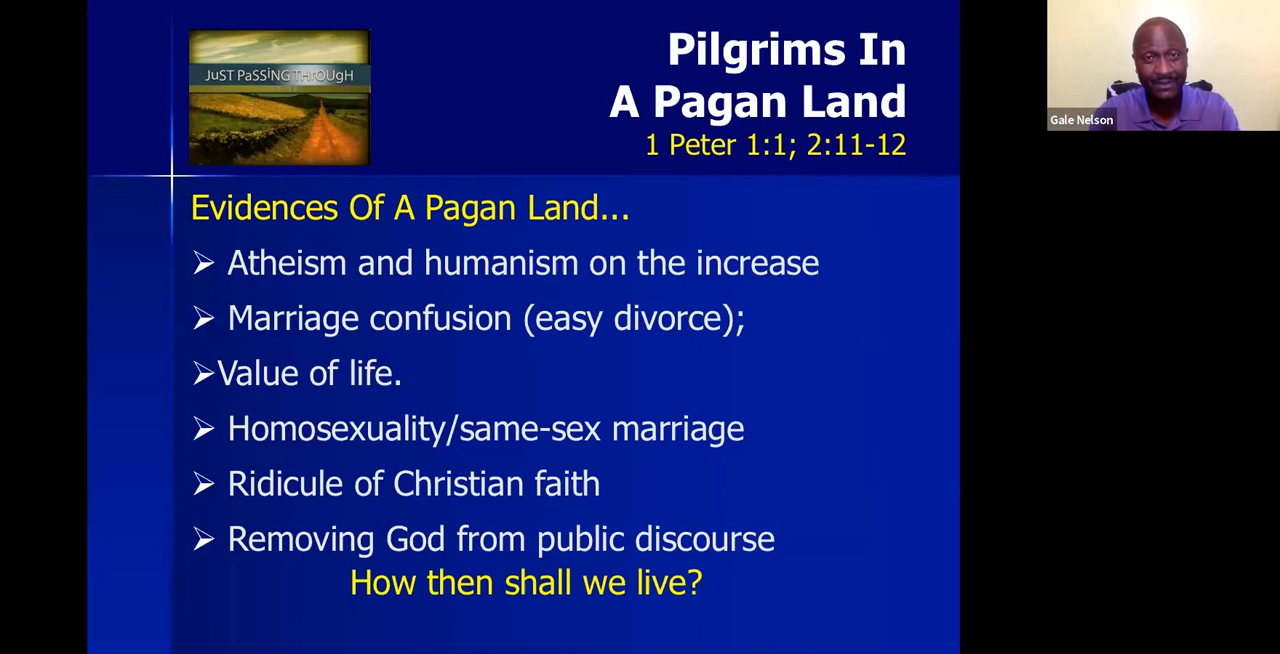 JuST PaSSiNG THrOUgH
Pilgrims In
A Pagan Land
1 Peter 1:1; 2:11-12
Gale Nelson
Evidences Of A Pagan Land...
➢ Atheism and humanism on the increase
➢ Marriage confusion (easy divorce);
➢Value of life.
➢ Homosexuality/same-sex marriage
➢ Ridicule of Christian faith
➢ Removing God from public discourse
How then shall we live?